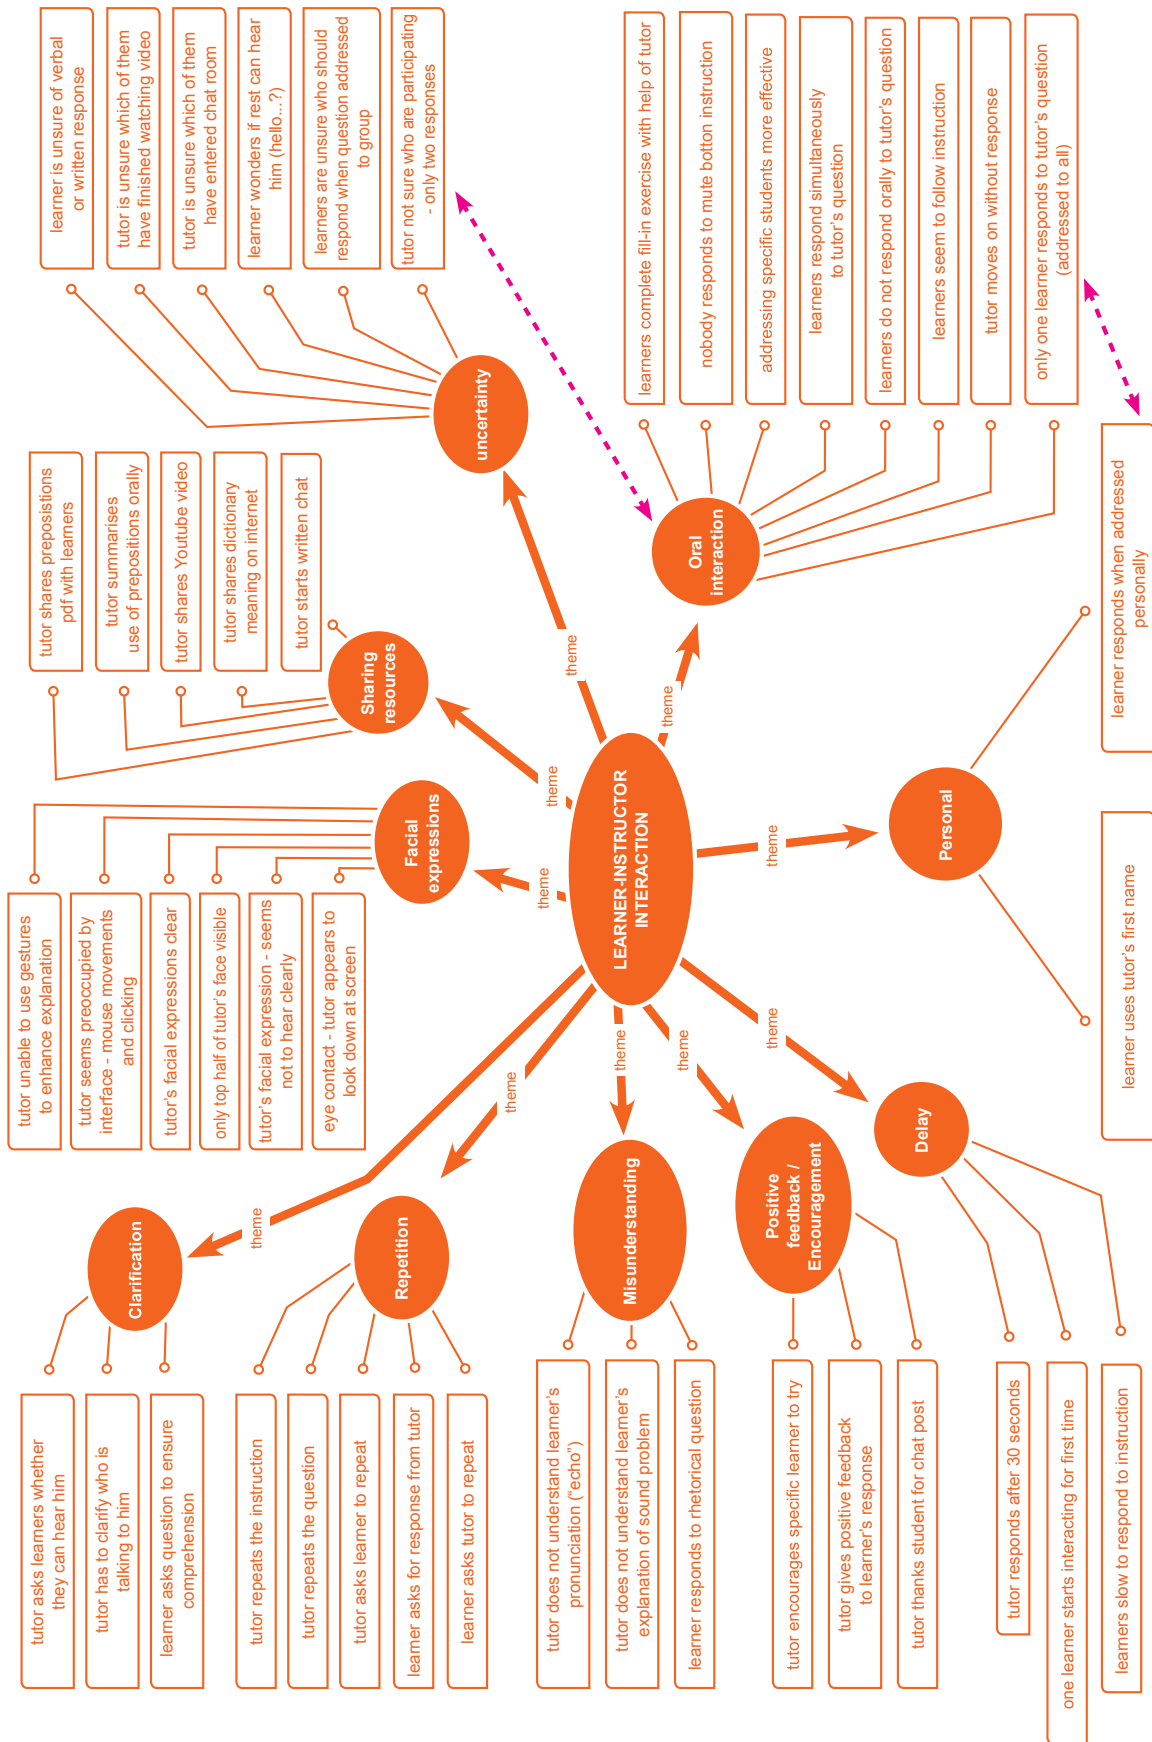 tutor asks learners whether
they can hear him
tutor has to clarify who is
talking to him
learner asks question to ensure
comprehension
Clarification
theme
tutor repeats the instruction
tutor repeats the question
tutor asks learner to repeat
learner asks for response from tutor
learner asks tutor to repeat
Repetition
theme
tutor does not understand learner's
pronunciation (“echo”)
tutor does not understand learner's
explanation of sound problem
learner responds to rhetorical question
Misunderstanding
theme
tutor encourages specific learner to try
tutor gives positive feedback
to learner's response
tutor thanks student for chat post
Positive
feedback /
Encouragement
theme
tutor responds after 30 seconds
one learner starts interacting for first time
learners slow to respond to instruction
Delay
theme
tutor unable to use gestures
to enhance explanation
tutor seems preoccupied by
interface - mouse movements
and clicking
tutor's facial expressions clear
only top half of tutor's face visible
tutor's facial expression - seems
not to hear clearly
eye contact - tutor appears to
look down at screen
Facial
expressions
theme
LEARNER-INSTRUCTOR
INTERACTION
theme
Personal
learner uses tutor's first name
learner responds when addressed
personally
tutor shares prepositions
pdf with learners
tutor summarises
use of prepositions orally
tutor shares Youtube video
tutor shares dictionary
meaning on internet
tutor starts written chat
Sharing
resources
theme
learner is unsure of verbal
or written response
tutor is unsure which of them
have finished watching video
tutor is unsure which of them
have entered chat room
learner wonders if rest can hear
him (hello...?)
learners are unsure who should
respond when question addressed
to group
tutor not sure who are participating
- only two responses
uncertainty
theme
learners complete fill-in exercise with help of tutor
nobody responds to mute botton instruction
addressing specific students more effective
learners respond simultaneously
to tutor's question
learners do not respond orally to tutor's question
learners seem to follow instruction
tutor moves on without response
only one learner responds to tutor's question
(addressed to all)
Oral
interaction
theme